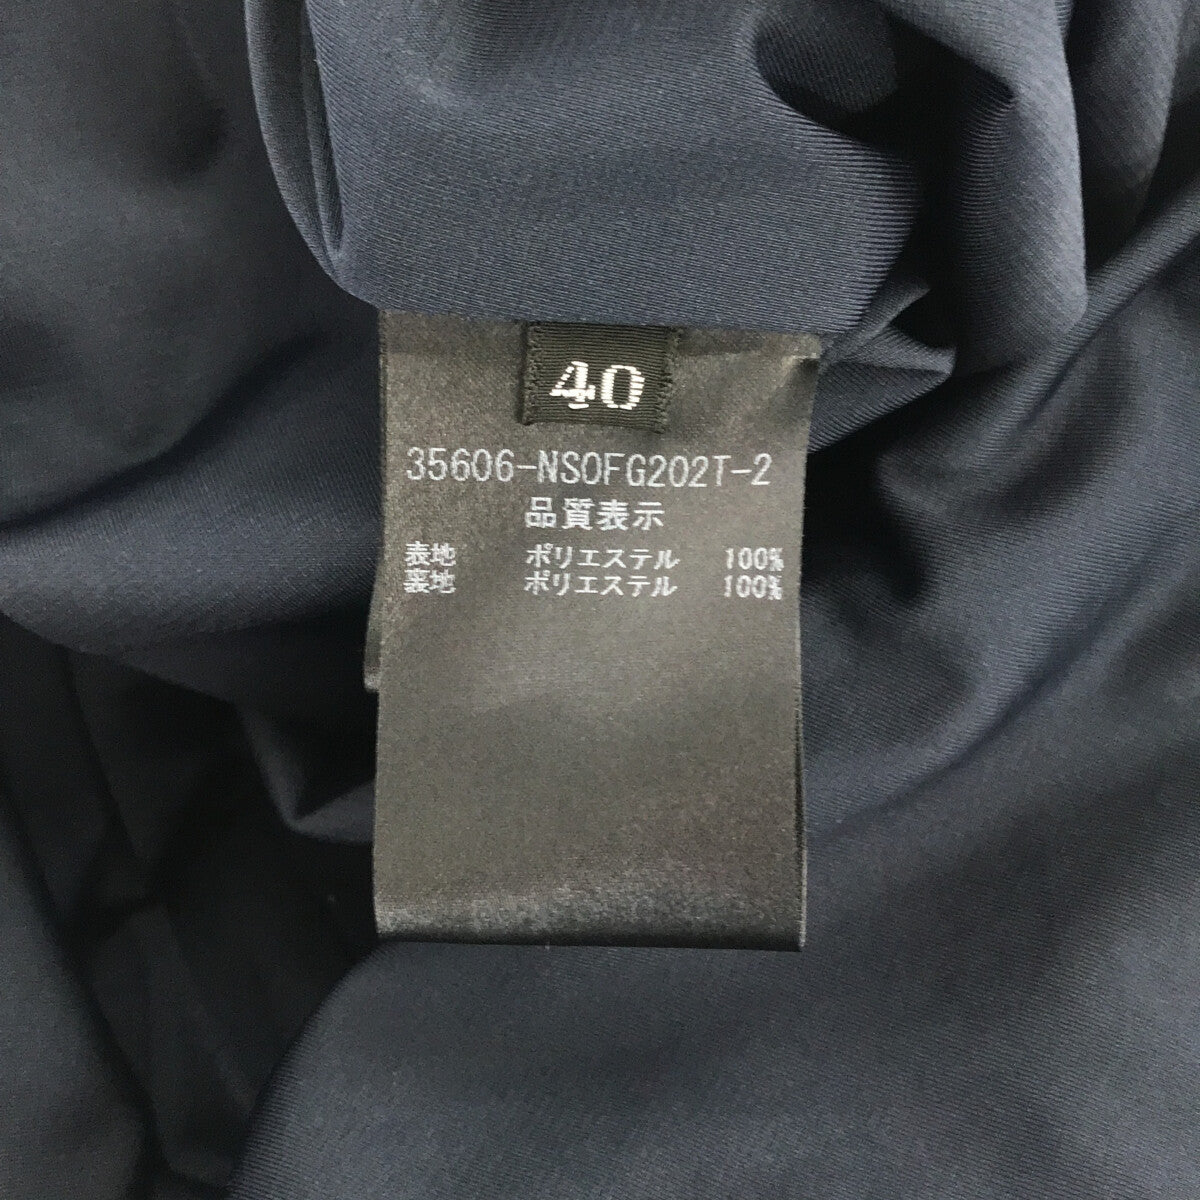 40
35606-NSOFG202T-2
品質表示
表地 ポリエステル 100%
裏地 ポリエステル 100%